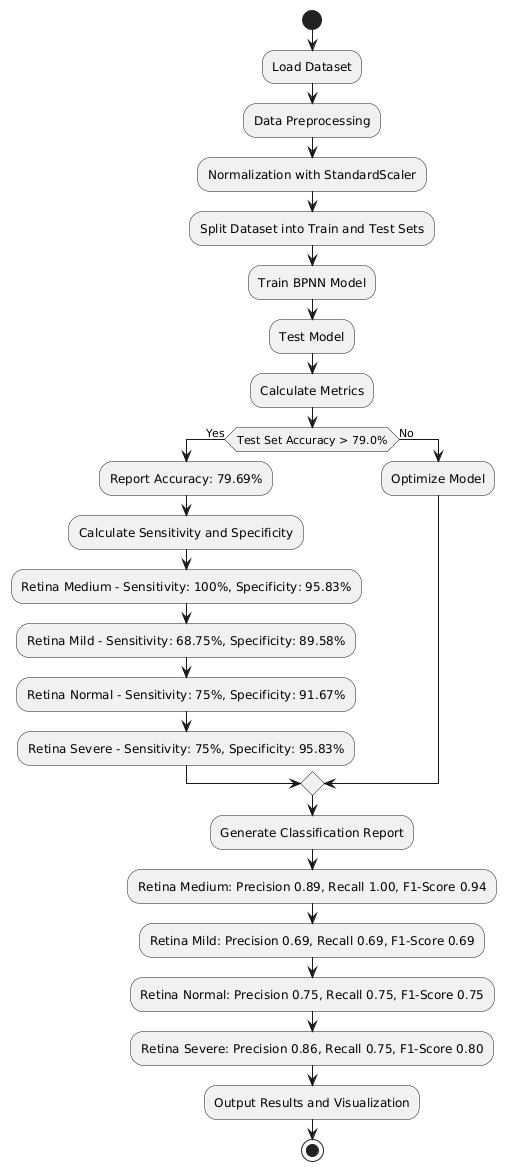 Load Dataset
Data Preprocessing
Normalization with StandardScaler
Split Dataset into Train and Test Sets
Train BPNN Model
Test Model
Calculate Metrics
Yes
Test Set Accuracy > 79.0%
No
Report Accuracy: 79.69%
Optimize Model
Calculate Sensitivity and Specificity
Retina Medium - Sensitivity: 100%, Specificity: 95.83%
Retina Mild - Sensitivity: 68.75%, Specificity: 89.58%
Retina Normal - Sensitivity: 75%, Specificity: 91.67%
Retina Severe - Sensitivity: 75%, Specificity: 95.83%
Generate Classification Report
Retina Medium: Precision 0.89, Recall 1.00, F1-Score 0.94
Retina Mild: Precision 0.69, Recall 0.69, F1-Score 0.69
Retina Normal: Precision 0.75, Recall 0.75, F1-Score 0.75
Retina Severe: Precision 0.86, Recall 0.75, F1-Score 0.80
Output Results and Visualization